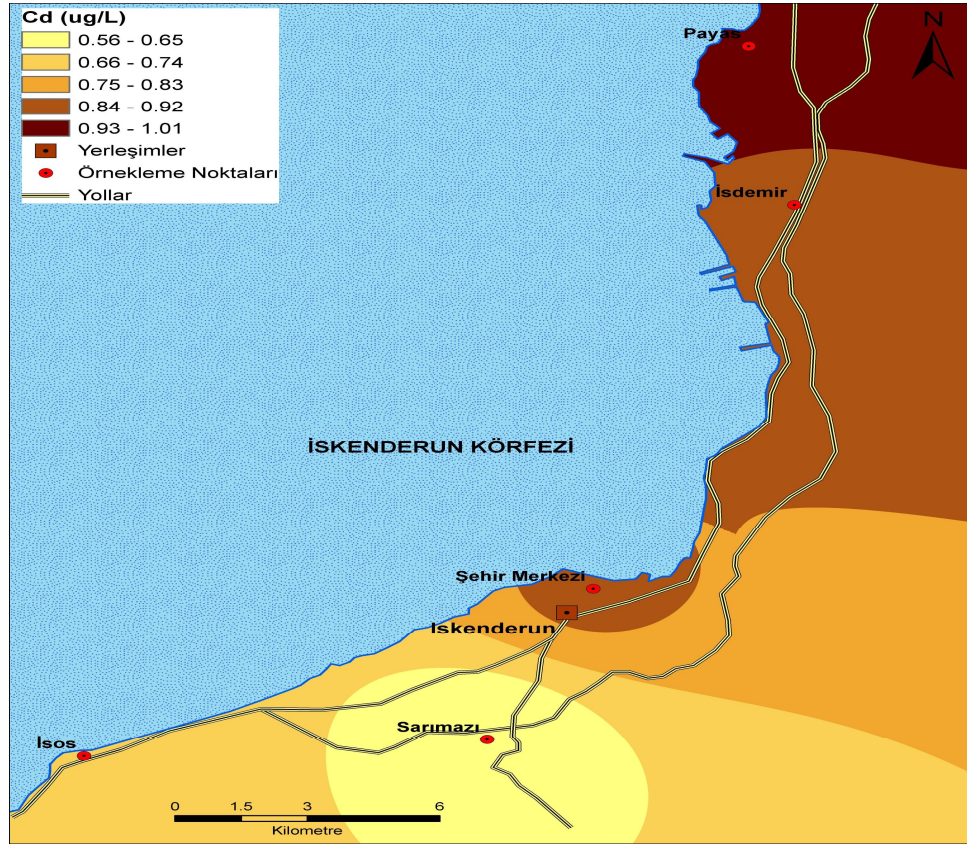 Cd (ug/L)
0.56 - 0.65
0.66 - 0.74
0.75 - 0.83
0.84 - 0.92
0.93 - 1.01
Yerleşimler
Örnekleme Noktaları
Yollar
N
Payas
İsdemir
İSKENDERUN KÖRFEZİ
Şehir Merkezi
Iskenderun
Sarımazı
İsos
0 1.5 3 6
Kilometre